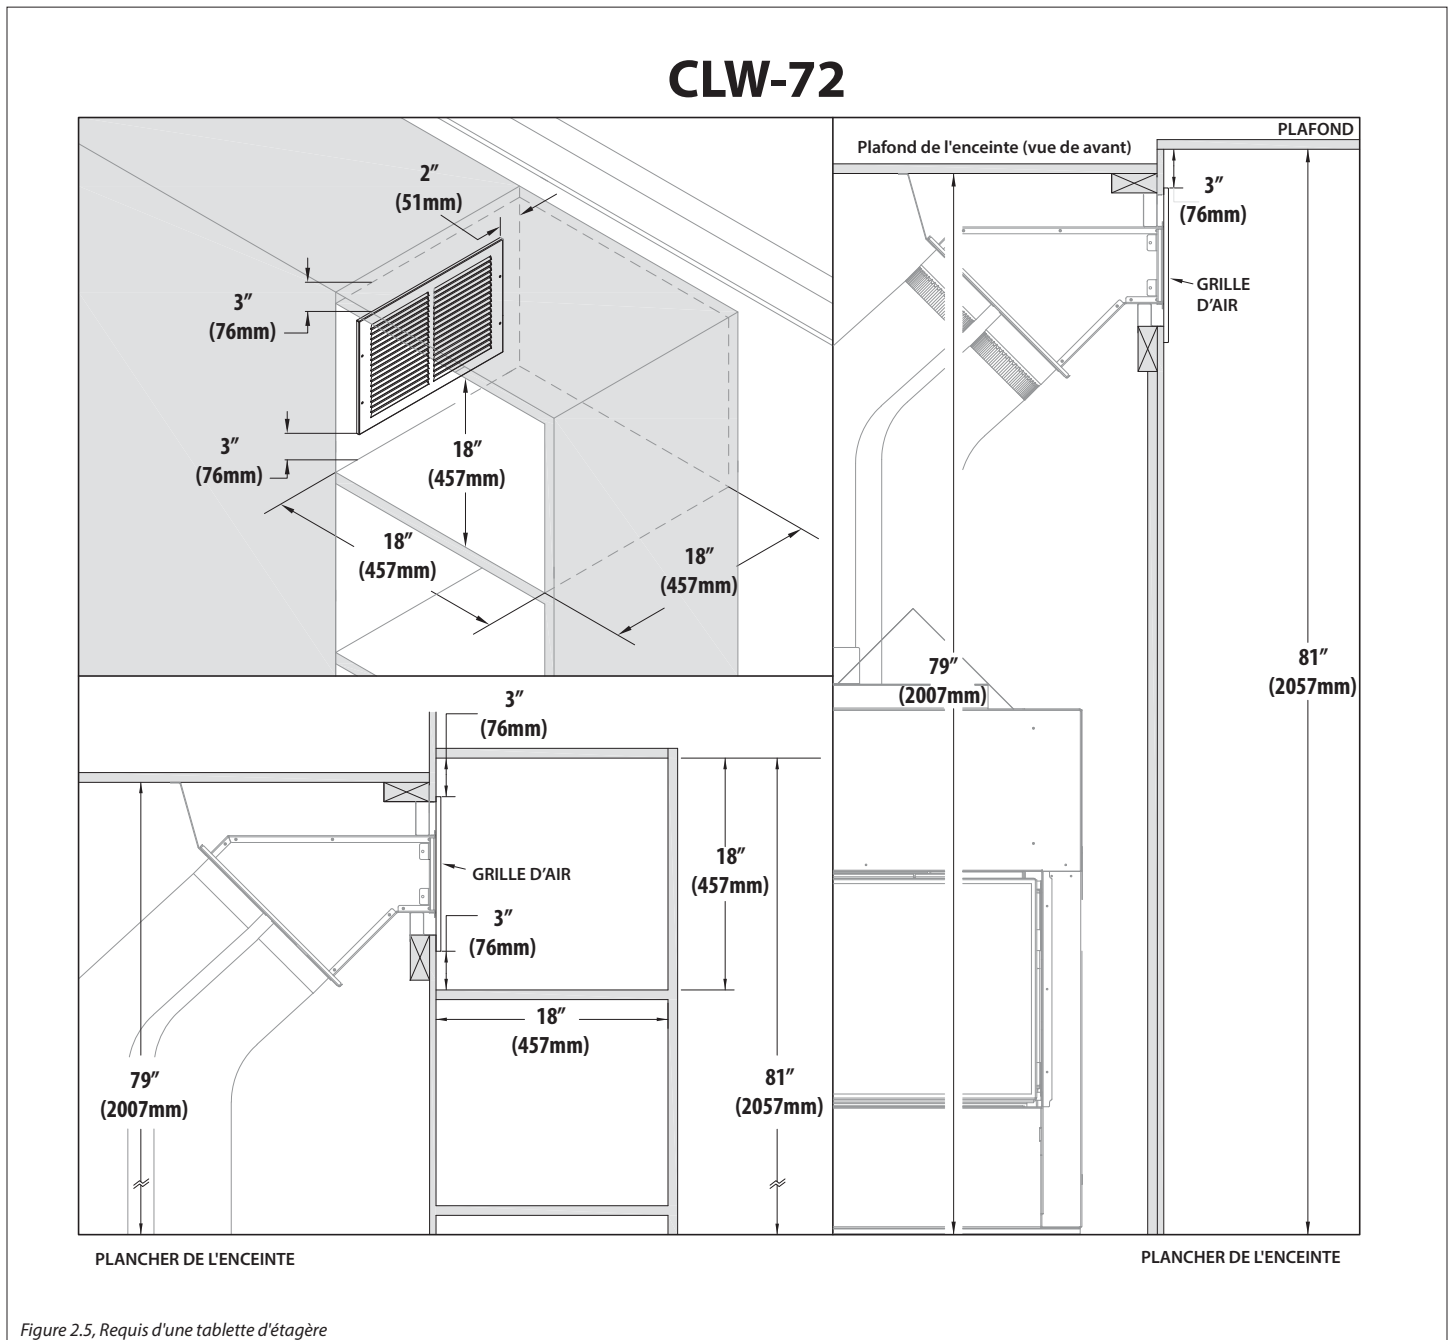 CLW-72
2”
(51mm)
3”
(76mm)
3”
(76mm)
18”
(457mm)
18”
(457mm)
18”
(457mm)
PLAFOND
Plafond de l'enceinte (vue de avant)
3”
(76mm)
GRILLE
D’AIR
79”
(2007mm)
81”
(2057mm)
3”
(76mm)
GRILLE D’AIR
3”
(76mm)
18”
(457mm)
18”
(457mm)
79”
(2007mm)
81”
(2057mm)
PLANCHER DE L'ENCEINTE
PLANCHER DE L'ENCEINTE
Figure 2.5, Requis d'une tablette d'étagère